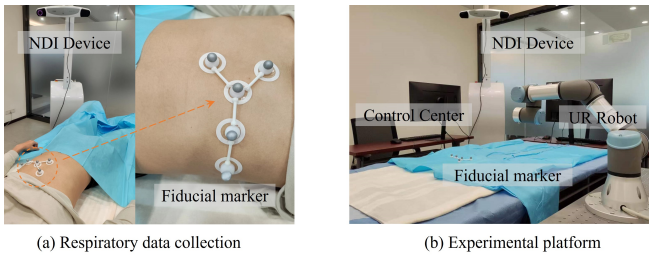 NDI Device
Fiducial marker
(a) Respiratory data collection
NDI Device
Control Center
UR Robot
Fiducial marker
(b) Experimental platform